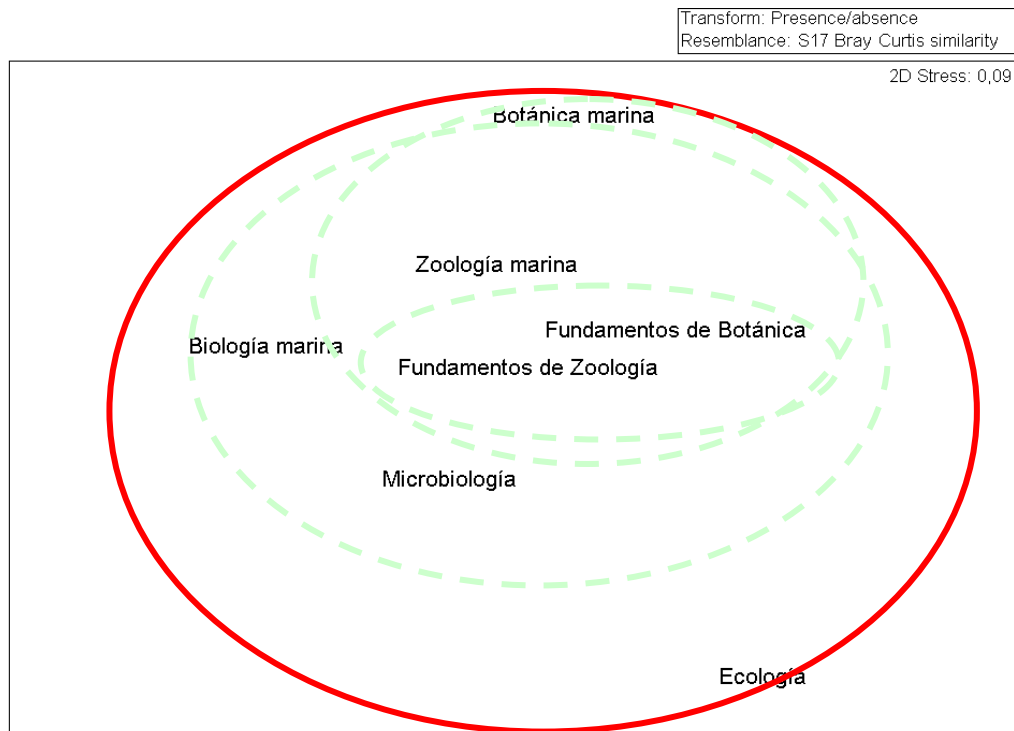 Transform: Presence/absence
Resemblance: S17 Bray Curtis similarity
2D Stress: 0,09
Botánica marina
Zoología marina
Fundamentos de Botánica
Biología marina
Fundamentos de Zoología
Microbiología
Ecología